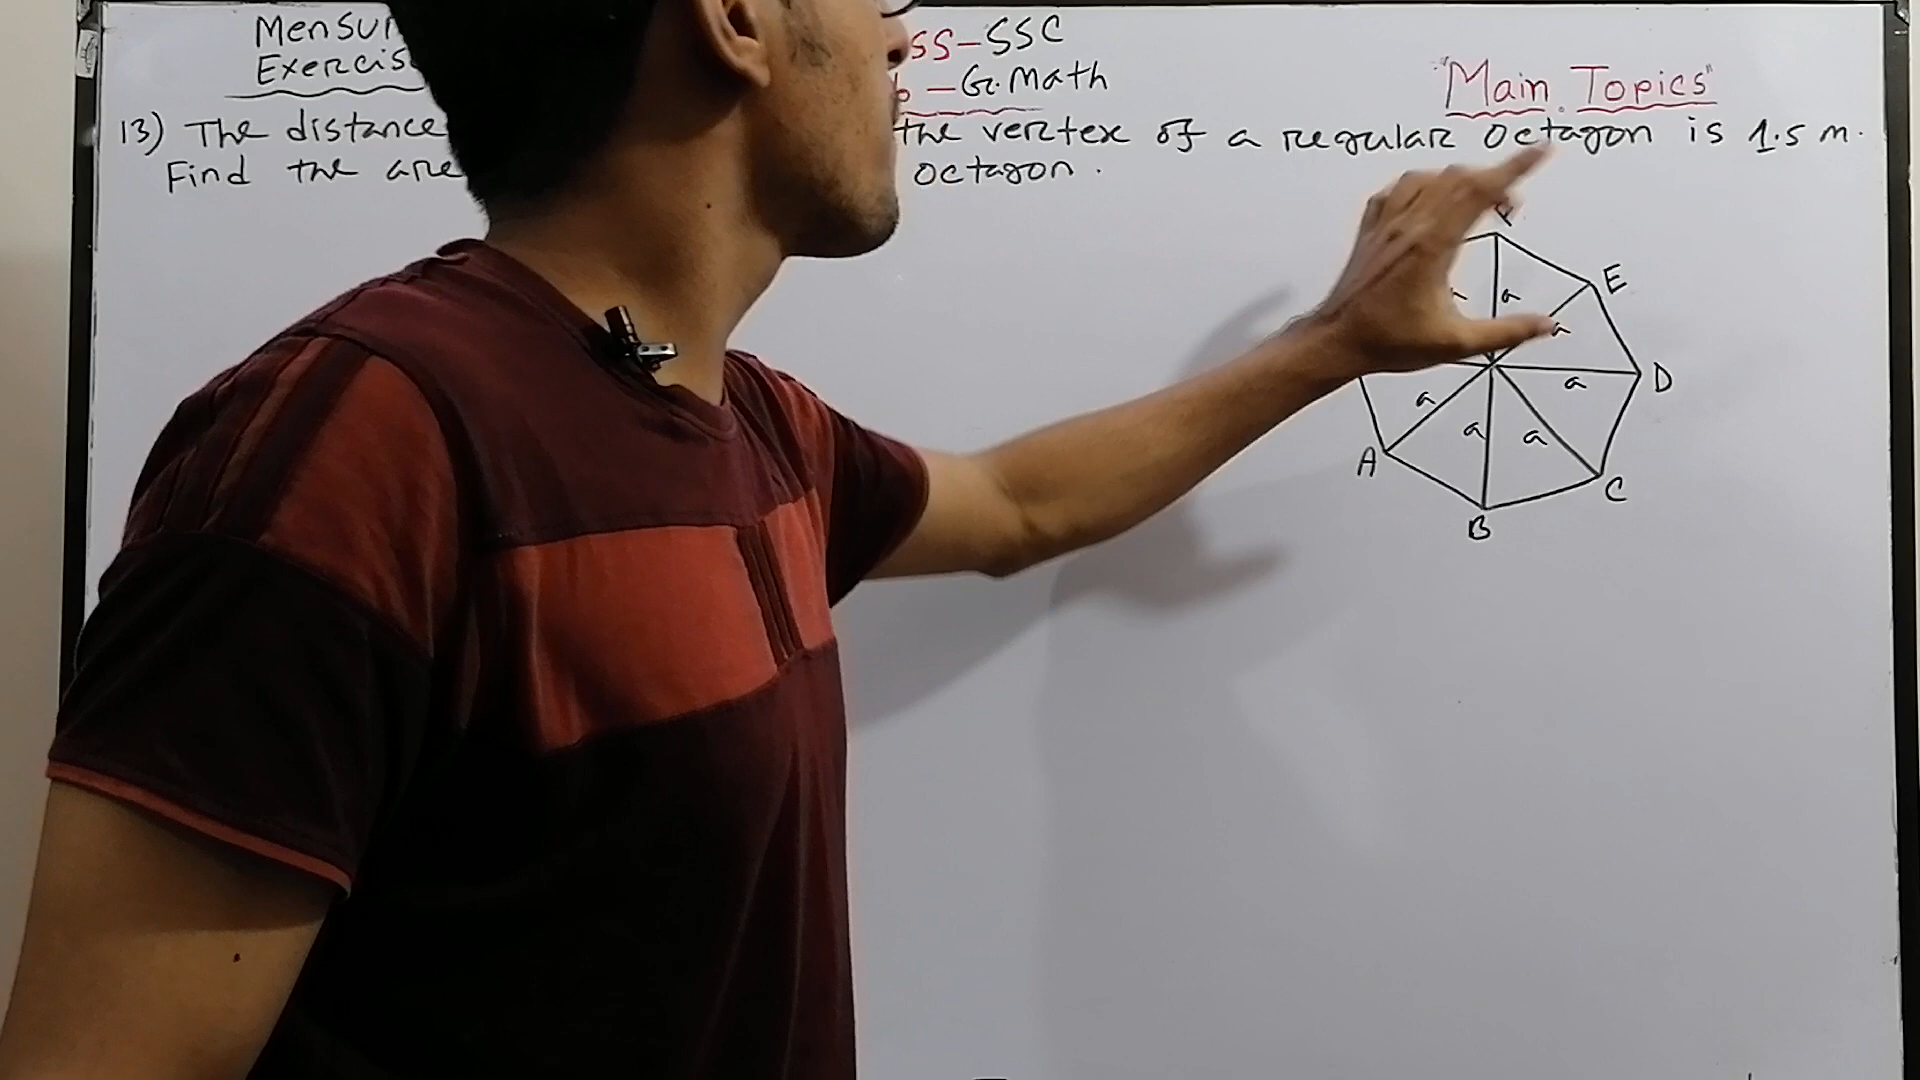 Mensur
SS-SSC
Exercis
-G.Math
"Main Topics"
13) The distance the vertex of a regular octagon is 1.5 m.
Find the are octagon.
E
a
a
a
D
a
a
a
A
C
B